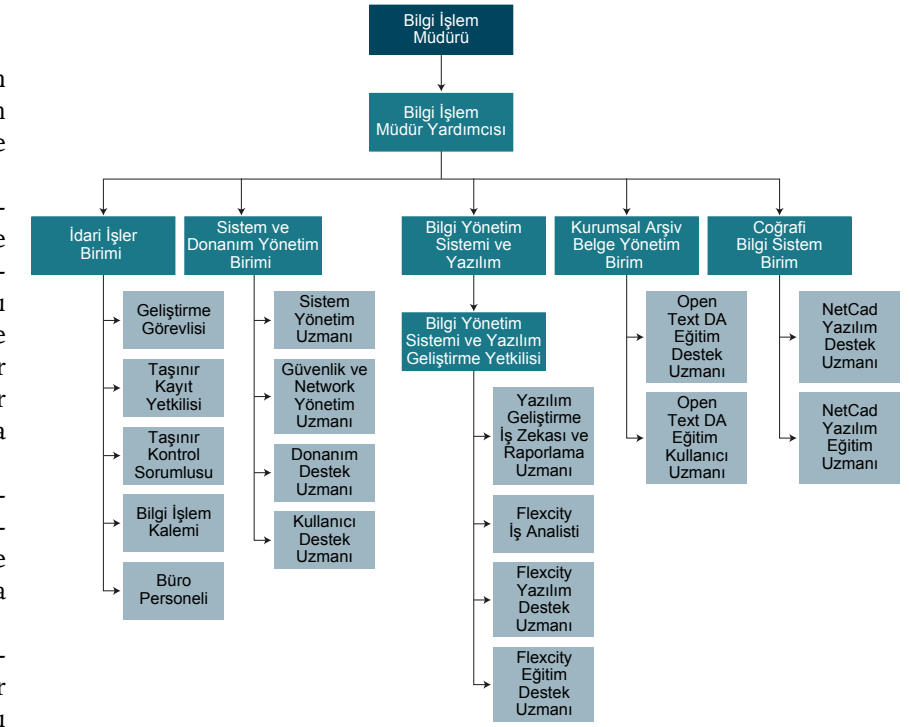 Bilgi İşlem
Müdürü
Bilgi İşlem
Müdür Yardımcısı
İdari İşler
Birimi
Geliştirme
Görevlisi
Taşınır
Kayıt
Yetkilisi
Taşınır
Kontrol
Sorumlusu
Bilgi İşlem
Kalemi
Büro
Personeli
Sistem ve
Donanım Yönetim
Birimi
Sistem
Yönetim
Uzmanı
Güvenlik ve
Network
Yönetim
Uzmanı
Donanım
Destek
Uzmanı
Kullanıcı
Destek
Uzmanı
Bilgi Yönetim
Sistemi ve
Yazılım
Bilgi Yönetim
Sistemi ve Yazılım
Geliştirme Yetkilisi
Yazılım
Geliştirme
İş Zekası ve
Raporlama
Uzmanı
Flexcity
İş Analisti
Flexcity
Yazılım
Destek
Uzmanı
Flexcity
Eğitim
Destek
Uzmanı
Kurumsal Arşiv
Belge Yönetim
Birim
Open
Text DA
Eğitim
Destek
Uzmanı
Open
Text DA
Eğitim
Kullanıcı
Uzmanı
Coğrafi
Bilgi Sistem
Birim
NetCad
Yazılım
Destek
Uzmanı
NetCad
Yazılım
Eğitim
Uzmanı